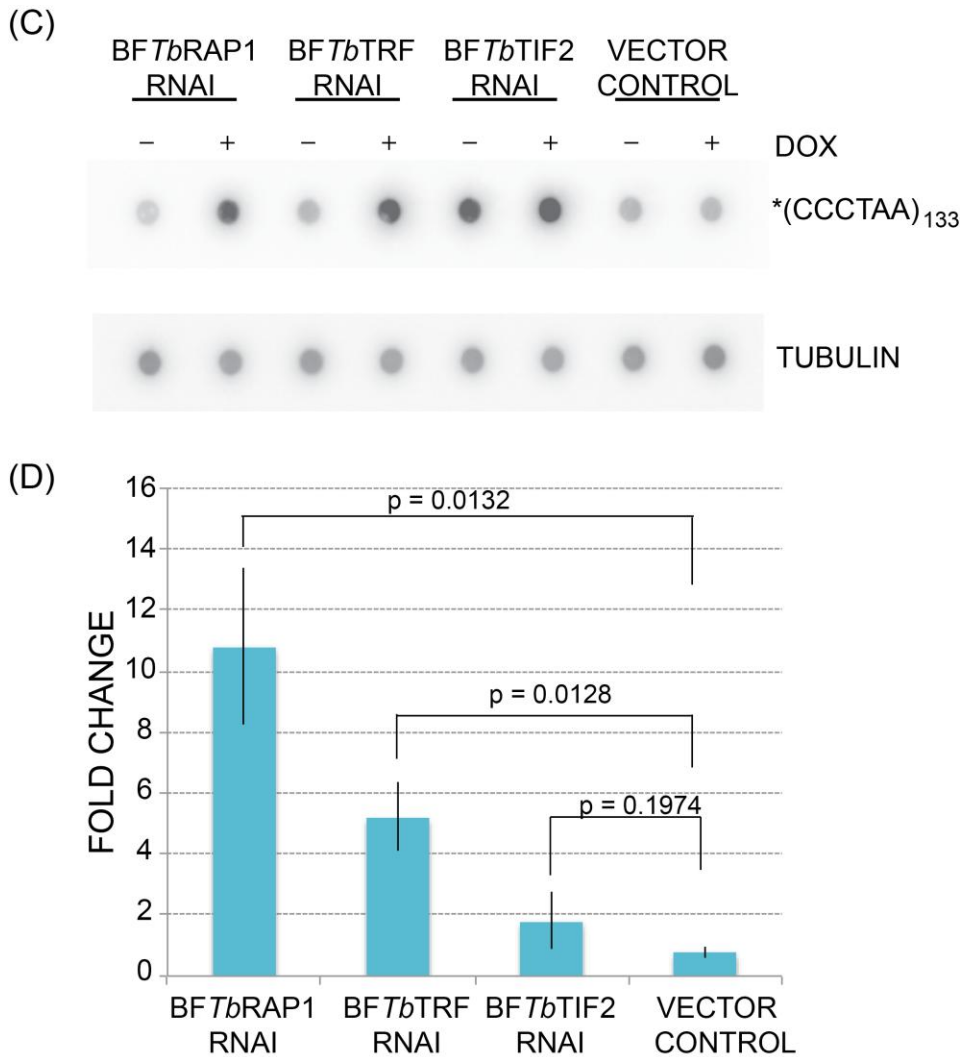 (C)
BFTbRAP1 BFTbTRF BFTbTIF2 VECTOR
RNAI RNAI RNAI CONTROL
− + − + − + − + DOX
*(CCCTAA)133
TUBULIN
(D)
16
p = 0.0132
14
12
10
p = 0.0128
8
6
p = 0.1974
4
2
0
FOLD CHANGE
BFTbRAP1 BFTbTRF BFTbTIF2 VECTOR
RNAI RNAI RNAI CONTROL